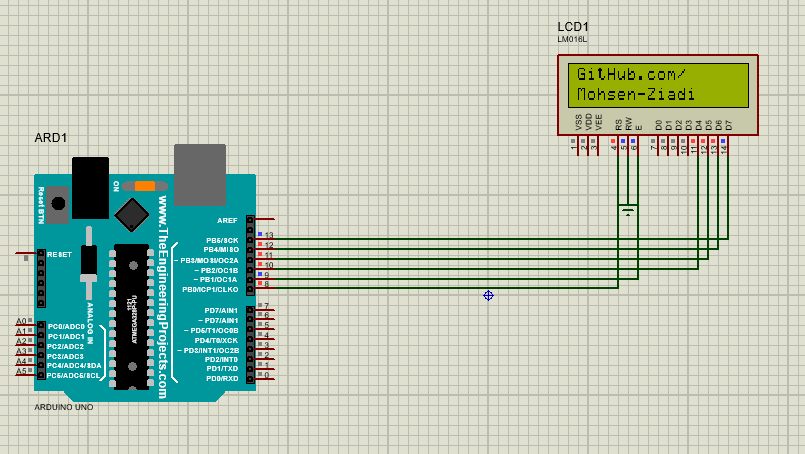 LCD1
LM016L
GitHub.com/
Mohsen-Ziadi
VSS
VDD
VEE
RS
RW
E
D0
D1
D2
D3
D4
D5
D6
D7
1
2
3
4
5
6
7
8
9
10
11
12
13
14
ARD1
ON
Reset BTN
www.TheEngineeringProjects.com
RESET
ANALOG IN
ATMEGA328P-PU
1121
AREF
PB5/SCK
PB4/MISO
~ PB3/MOSI/OC2A
~ PB2/OC1B
~ PB1/OC1A
PB0/ICP1/CLKO
13
12
11
10
9
8
PD7/AIN1
~ PD7/AIN1
~ PD5/T1/OC0B
PD4/T0/XCK
~ PD3/INT1/OC2B
PD2/INT0
PD1/TXD
PD0/RXD
7
6
5
4
3
2
1
0
A0
A1
A2
A3
A4
A5
PC0/ADC0
PC1/ADC1
PC2/ADC2
PC3/ADC3
PC4/ADC4/SDA
PC5/ADC5/SCL
ARDUINO UNO